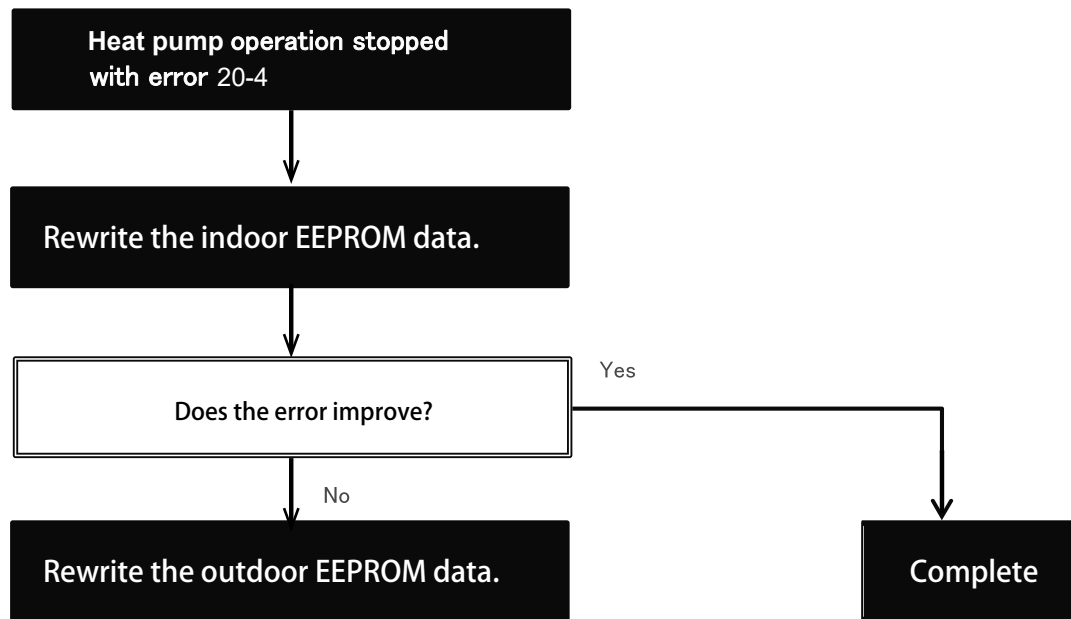 Heat pump operation stopped
with error 20-4
Rewrite the indoor EEPROM data.
Does the error improve?
Yes
No
Rewrite the outdoor EEPROM data.
Complete